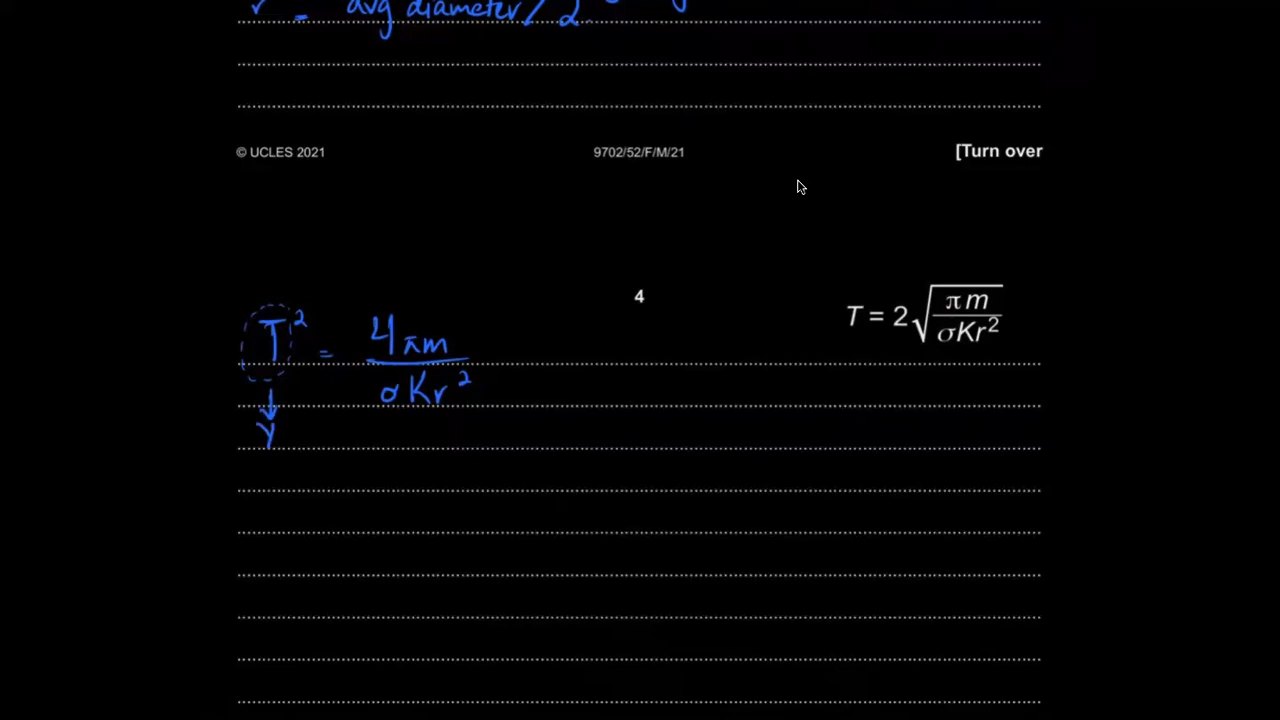 r = avg diameter / 2
© UCLES 2021 9702/52/F/M/21 [Turn over
4
T = 2√(πm / σKr²)
T² = 4πm / σKr²
Y